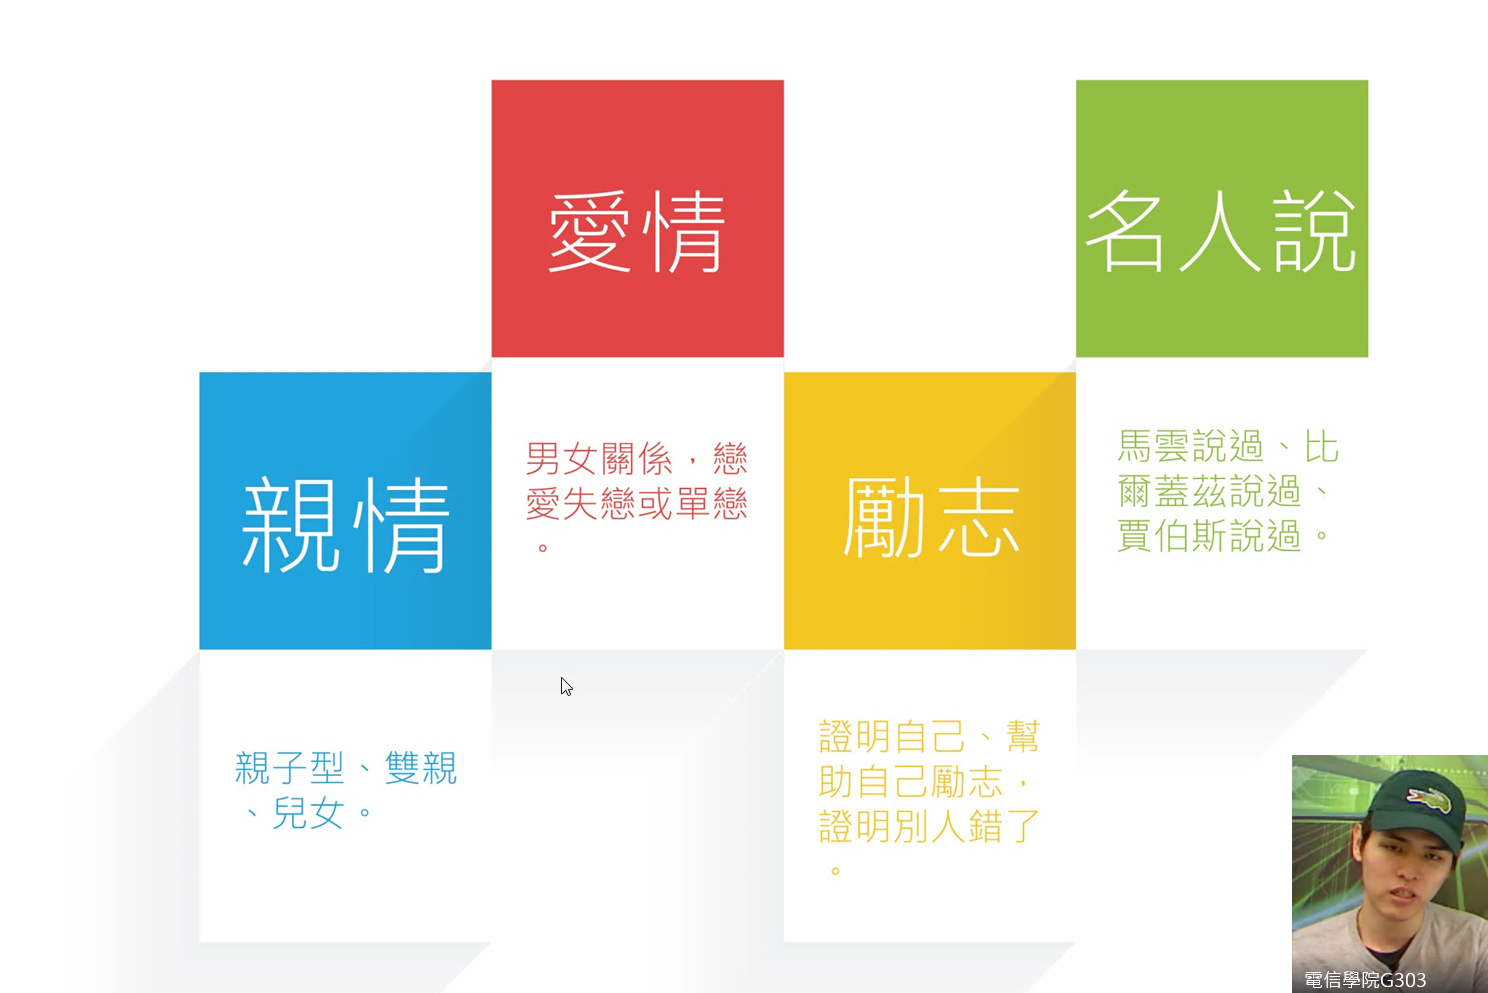 愛情
名人說
親情
男女關係，戀
愛失戀或單戀
。
勵志
馬雲說過、比
爾蓋茲說過、
賈伯斯說過。
親子型、雙親
、兒女。
證明自己、幫
助自己勵志，
證明別人錯了
。
電信學院G303